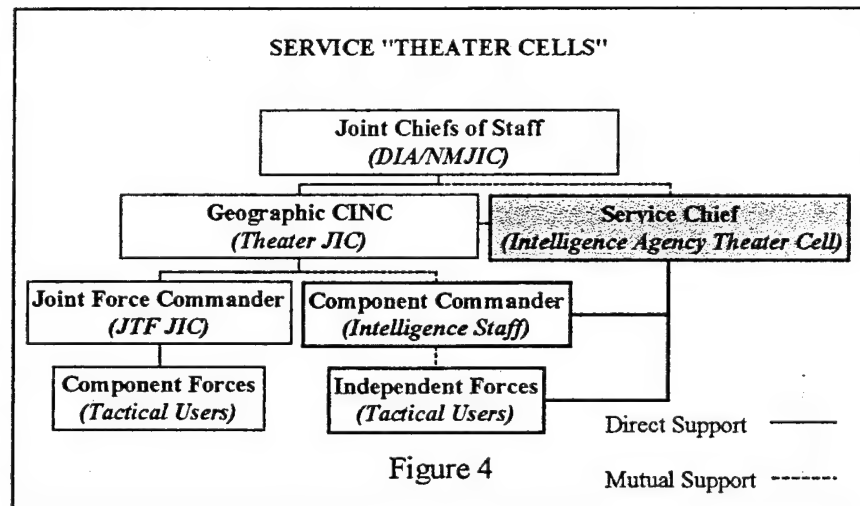 SERVICE "THEATER CELLS"
Joint Chiefs of Staff
(DIA/NMJIC)
Geographic CINC
(Theater JIC)
Service Chief
(Intelligence Agency Theater Cell)
Joint Force Commander
(JTF JIC)
Component Commander
(Intelligence Staff)
Component Forces
(Tactical Users)
Independent Forces
(Tactical Users)
Direct Support
Mutual Support
Figure 4